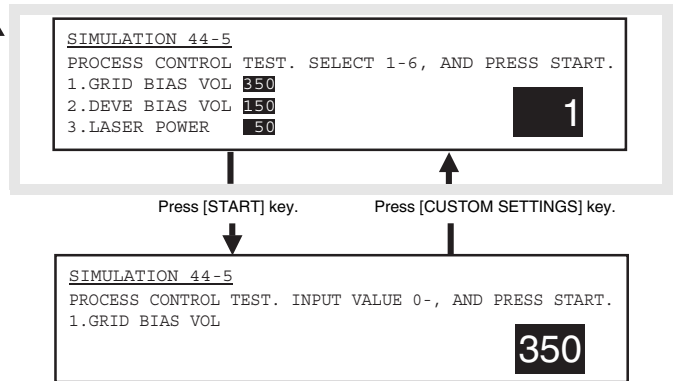 SIMULATION 44-5
PROCESS CONTROL TEST. SELECT 1-6, AND PRESS START.
1.GRID BIAS VOL 350
2.DEVE BIAS VOL 150
3.LASER POWER 50
1
Press [START] key.
Press [CUSTOM SETTINGS] key.
SIMULATION 44-5
PROCESS CONTROL TEST. INPUT VALUE 0-, AND PRESS START.
1.GRID BIAS VOL
350